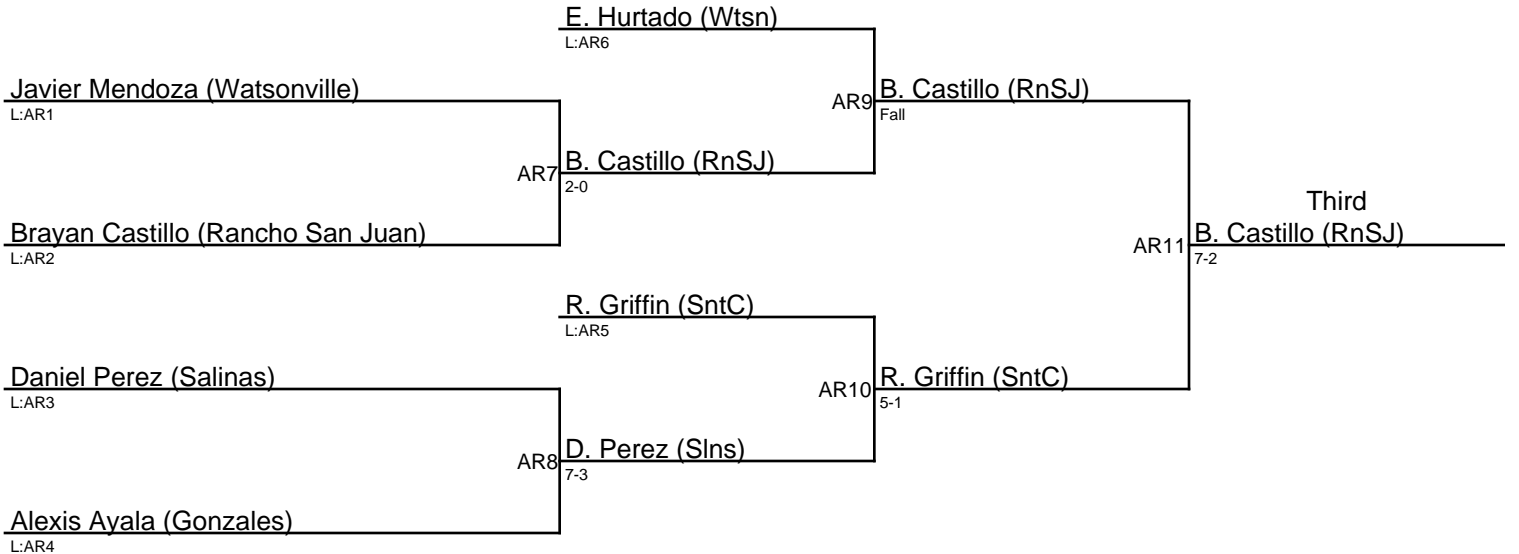 E. Hurtado (Wtsn)
L:AR6
Javier Mendoza (Watsonville)
L:AR1
AR9
B. Castillo (RnSJ)
Fall
AR7
B. Castillo (RnSJ)
2-0
Third
Brayan Castillo (Rancho San Juan)
L:AR2
AR11
B. Castillo (RnSJ)
7-2
R. Griffin (SntC)
L:AR5
Daniel Perez (Salinas)
L:AR3
AR10
R. Griffin (SntC)
5-1
AR8
D. Perez (Slns)
7-3
Alexis Ayala (Gonzales)
L:AR4